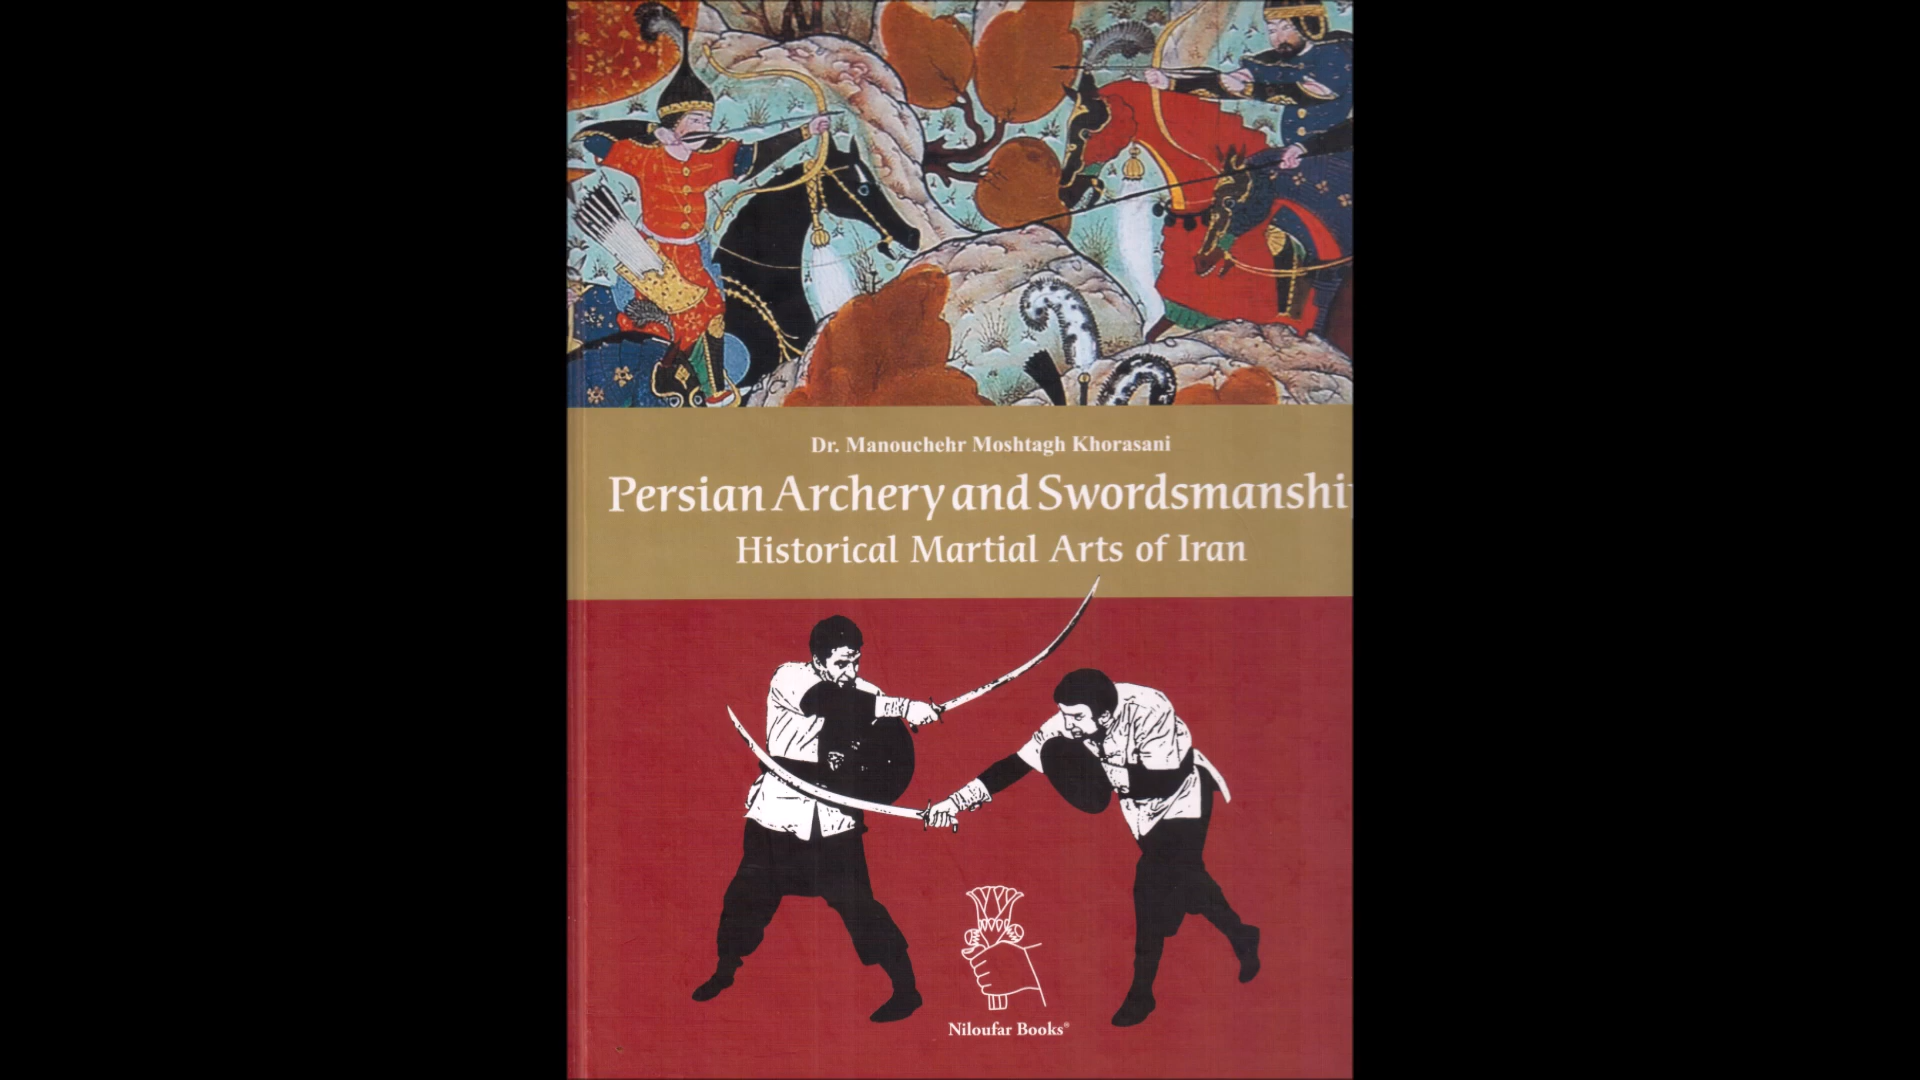 Dr. Manouchehr Moshtagh Khorasani
Persian Archery and Swordsmanshi
Historical Martial Arts of Iran
Niloufar Books®